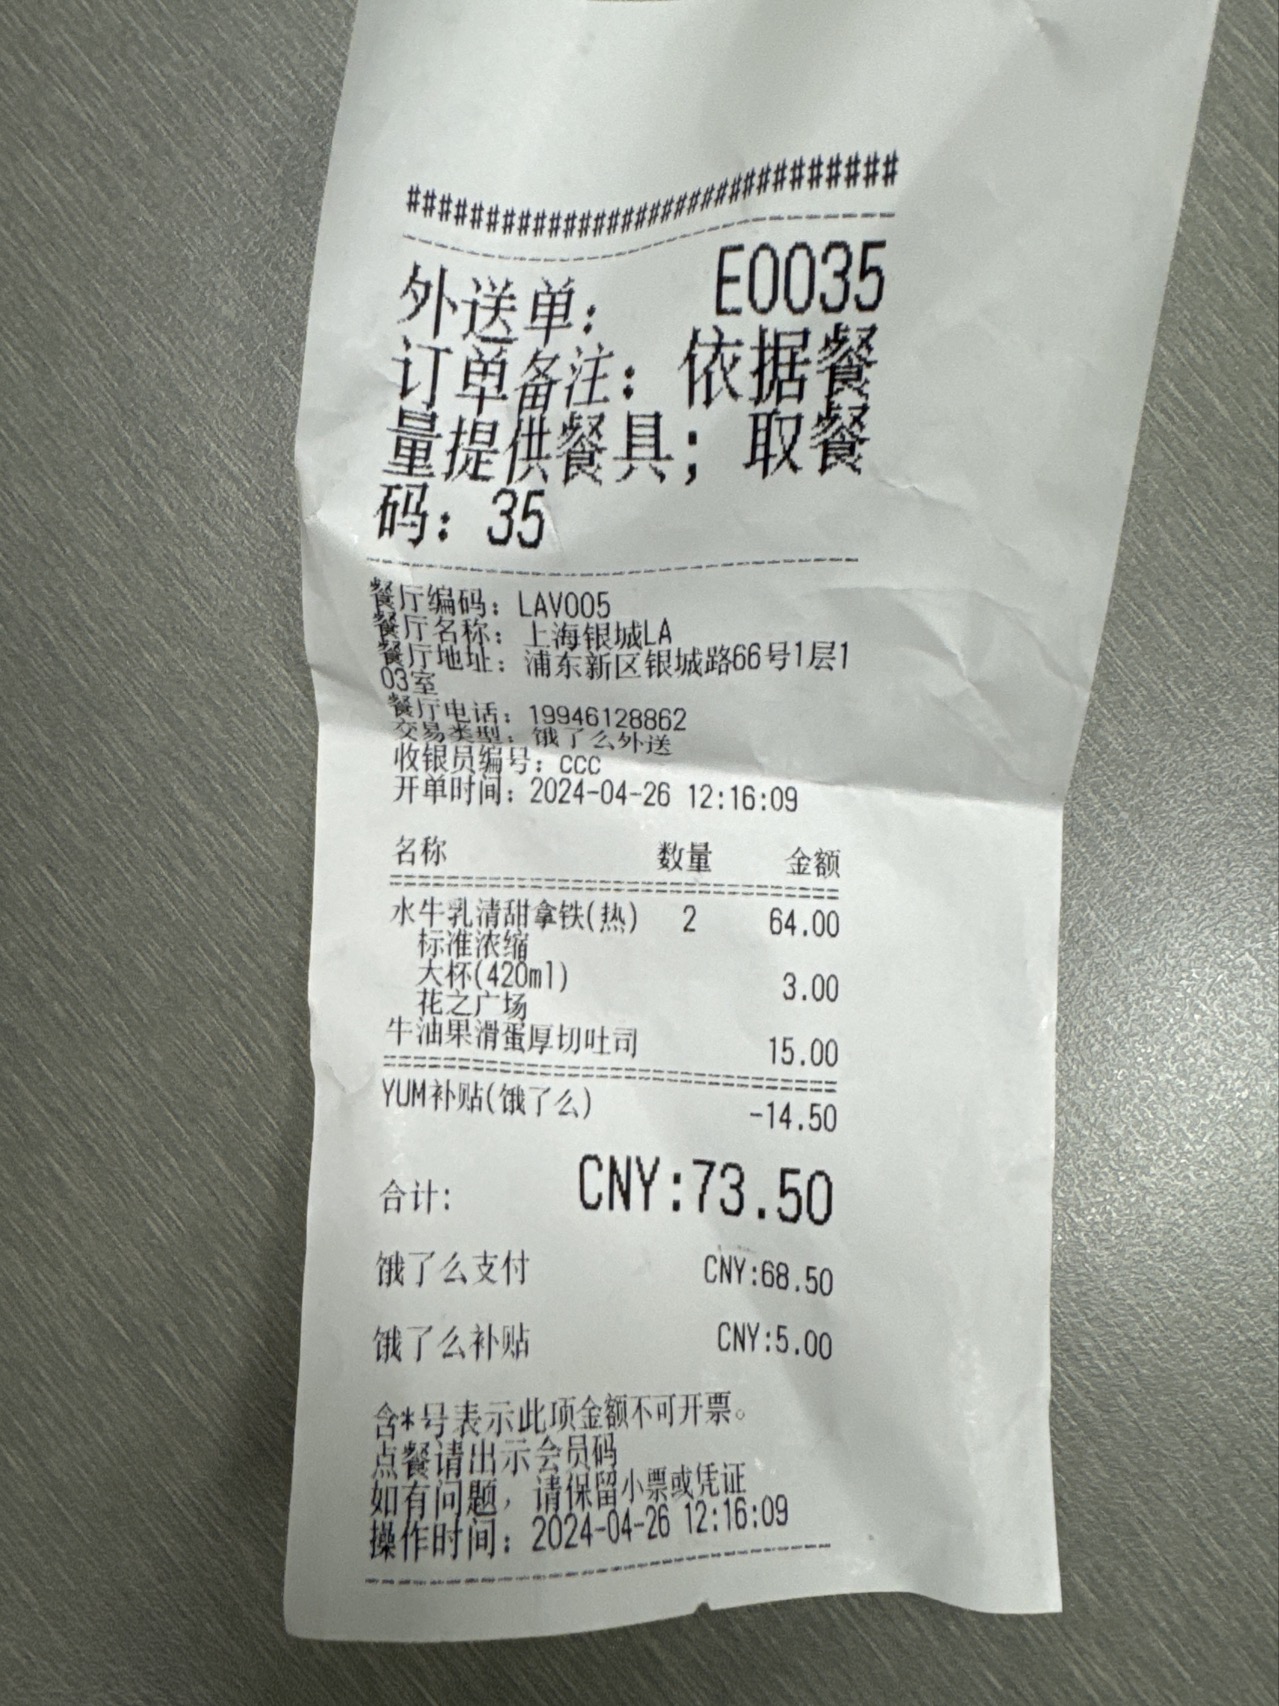 ##############################
外送单： E0035
订单备注：依据餐
量提供餐具；取餐
码：35
餐厅编码：LAV005
餐厅名称：上海银城LA
餐厅地址：浦东新区银城路66号1层1
03室
餐厅电话：19946128862
交易类型：饿了么外送
收银员编号：ccc
开单时间：2024-04-26 12:16:09
名称 数量 金额
水牛乳清甜拿铁(热) 2 64.00
标准浓缩
大杯(420ml) 3.00
花之广场
牛油果滑蛋厚切吐司 15.00
YUM补贴(饿了么) -14.50
合计: CNY:73.50
饿了么支付 CNY:68.50
饿了么补贴 CNY:5.00
含*号表示此项金额不可开票。
点餐请出示会员码
如有问题，请保留小票或凭证
操作时间：2024-04-26 12:16:09